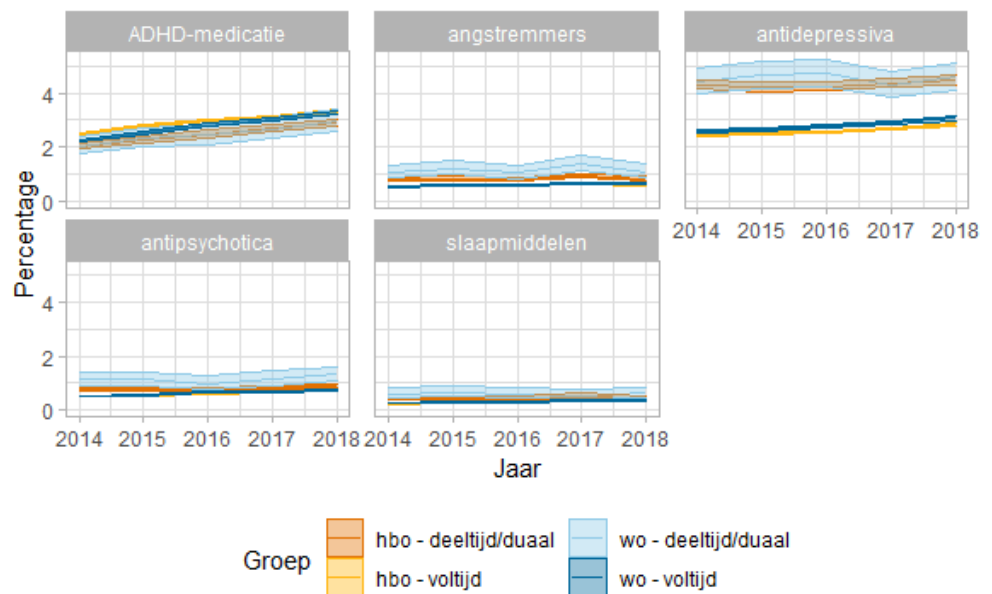 ADHD-medicatie angstremmers antidepressiva
4
2
0
2014 2015 2016 2017 2018
antipsychotica slaapmiddelen
4
2
0
2014 2015 2016 2017 2018 2014 2015 2016 2017 2018
Percentage
Jaar
Groep
hbo - deeltijd/duaal wo - deeltijd/duaal
hbo - voltijd wo - voltijd